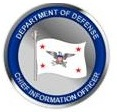 DEPARTMENT OF DEFENSE
CHIEF INFORMATION OFFICER